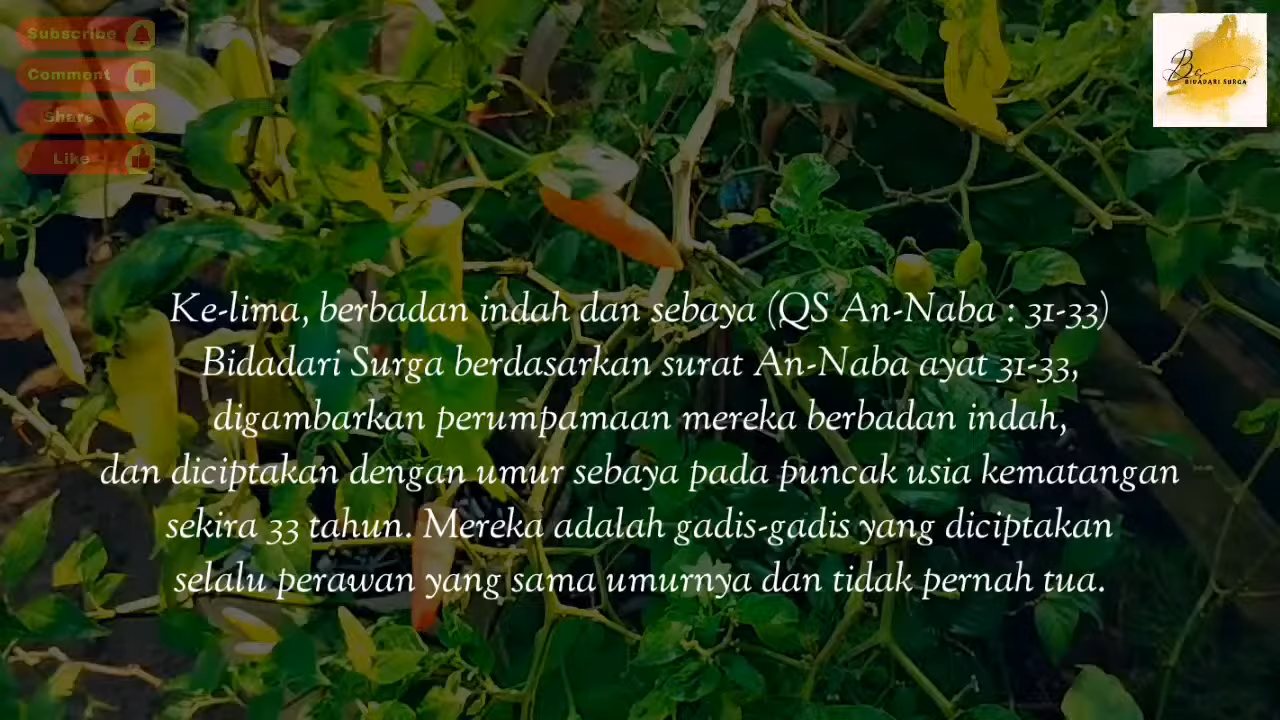 Subscribe
Comment
Share
Like
BIDADARI SURGA
Ke-lima, berbadan indah dan sebaya (QS An-Naba : 31-33)
Bidadari Surga berdasarkan surat An-Naba ayat 31-33,
digambarkan perumpamaan mereka berbadan indah,
dan diciptakan dengan umur sebaya pada puncak usia kematangan
sekira 33 tahun. Mereka adalah gadis-gadis yang diciptakan
selalu perawan yang sama umurnya dan tidak pernah tua.